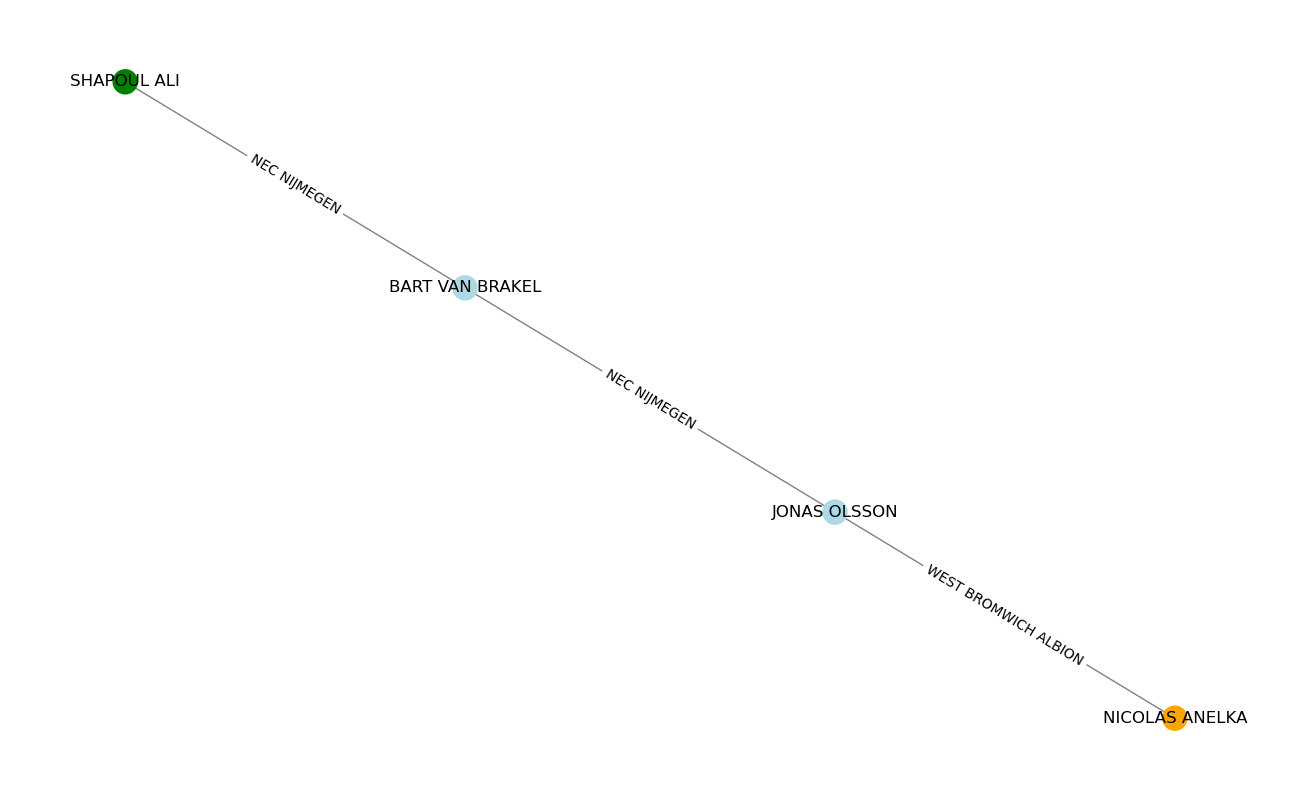 SHAPOUL ALI
NEC NIJMEGEN
BART VAN BRAKEL
NEC NIJMEGEN
JONAS OLSSON
WEST BROMWICH ALBION
NICOLAS ANELKA